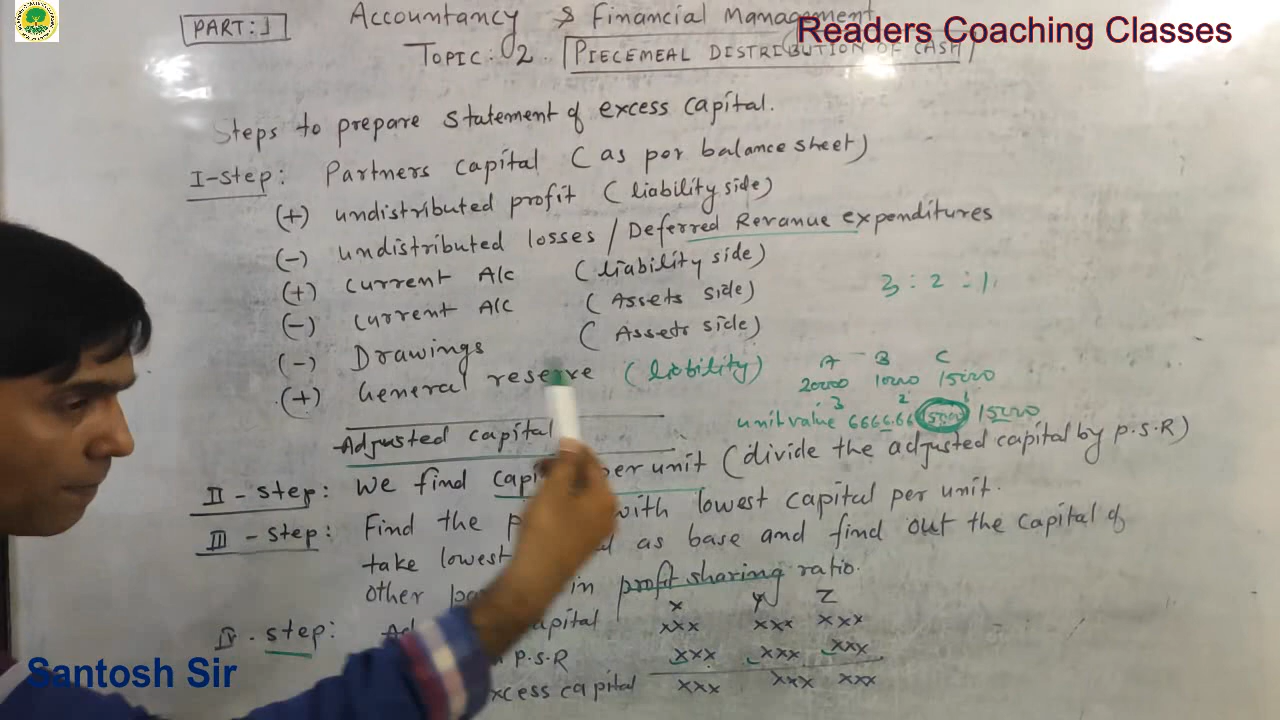 PART:1
Accountancy & Financial Management
Readers Coaching Classes
TOPIC: 02. PIECEMEAL DISTRIBUTION OF CASH
Steps to prepare statement of excess capital.
I-step: Partners capital (as per balance sheet)
(+) undistributed profit (liability side)
(-) undistributed losses / Deferred Revanue expenditures
(+) current A/c (liability side)
(-) current A/c (Assets side)
3 : 2 : 1
(-) Drawings (Assets side)
(+) General reserve (liability)
A B C
20000 10000 15000
3 2 1
unit value 6666.66 5000 15000
Adjusted capital
II-step: We find per unit (divide the adjusted capital by P.S.R)
III-step: Find the with lowest capital per unit.
take lowest as base and find out the capital of
other in profit sharing ratio.
X Y Z
IV. step: xxx xxx xxx
P.S.R xxx xxx xxx
capital xxx xxx xxx
Santosh Sir